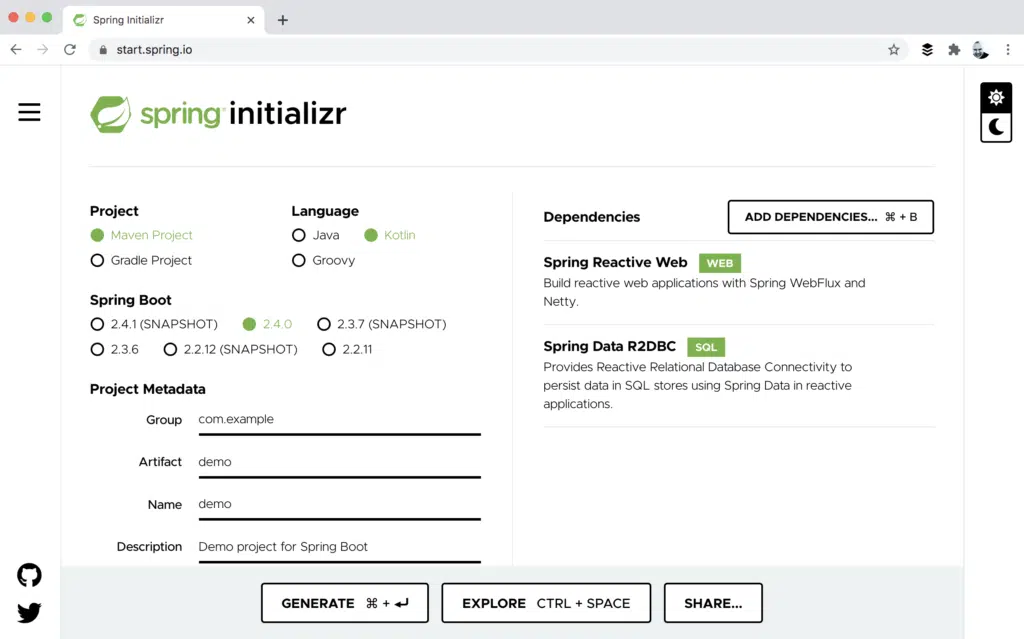 Spring Initializr
start.spring.io
spring initializr
Project
Maven Project
Gradle Project
Language
Java Kotlin
Groovy
Spring Boot
2.4.1 (SNAPSHOT) 2.4.0 2.3.7 (SNAPSHOT)
2.3.6 2.2.12 (SNAPSHOT) 2.2.11
Project Metadata
Group com.example
Artifact demo
Name demo
Description Demo project for Spring Boot
Dependencies ADD DEPENDENCIES... ⌘ + B
Spring Reactive Web WEB
Build reactive web applications with Spring WebFlux and
Netty.
Spring Data R2DBC SQL
Provides Reactive Relational Database Connectivity to
persist data in SQL stores using Spring Data in reactive
applications.
GENERATE ⌘ + ↵ EXPLORE CTRL + SPACE SHARE...